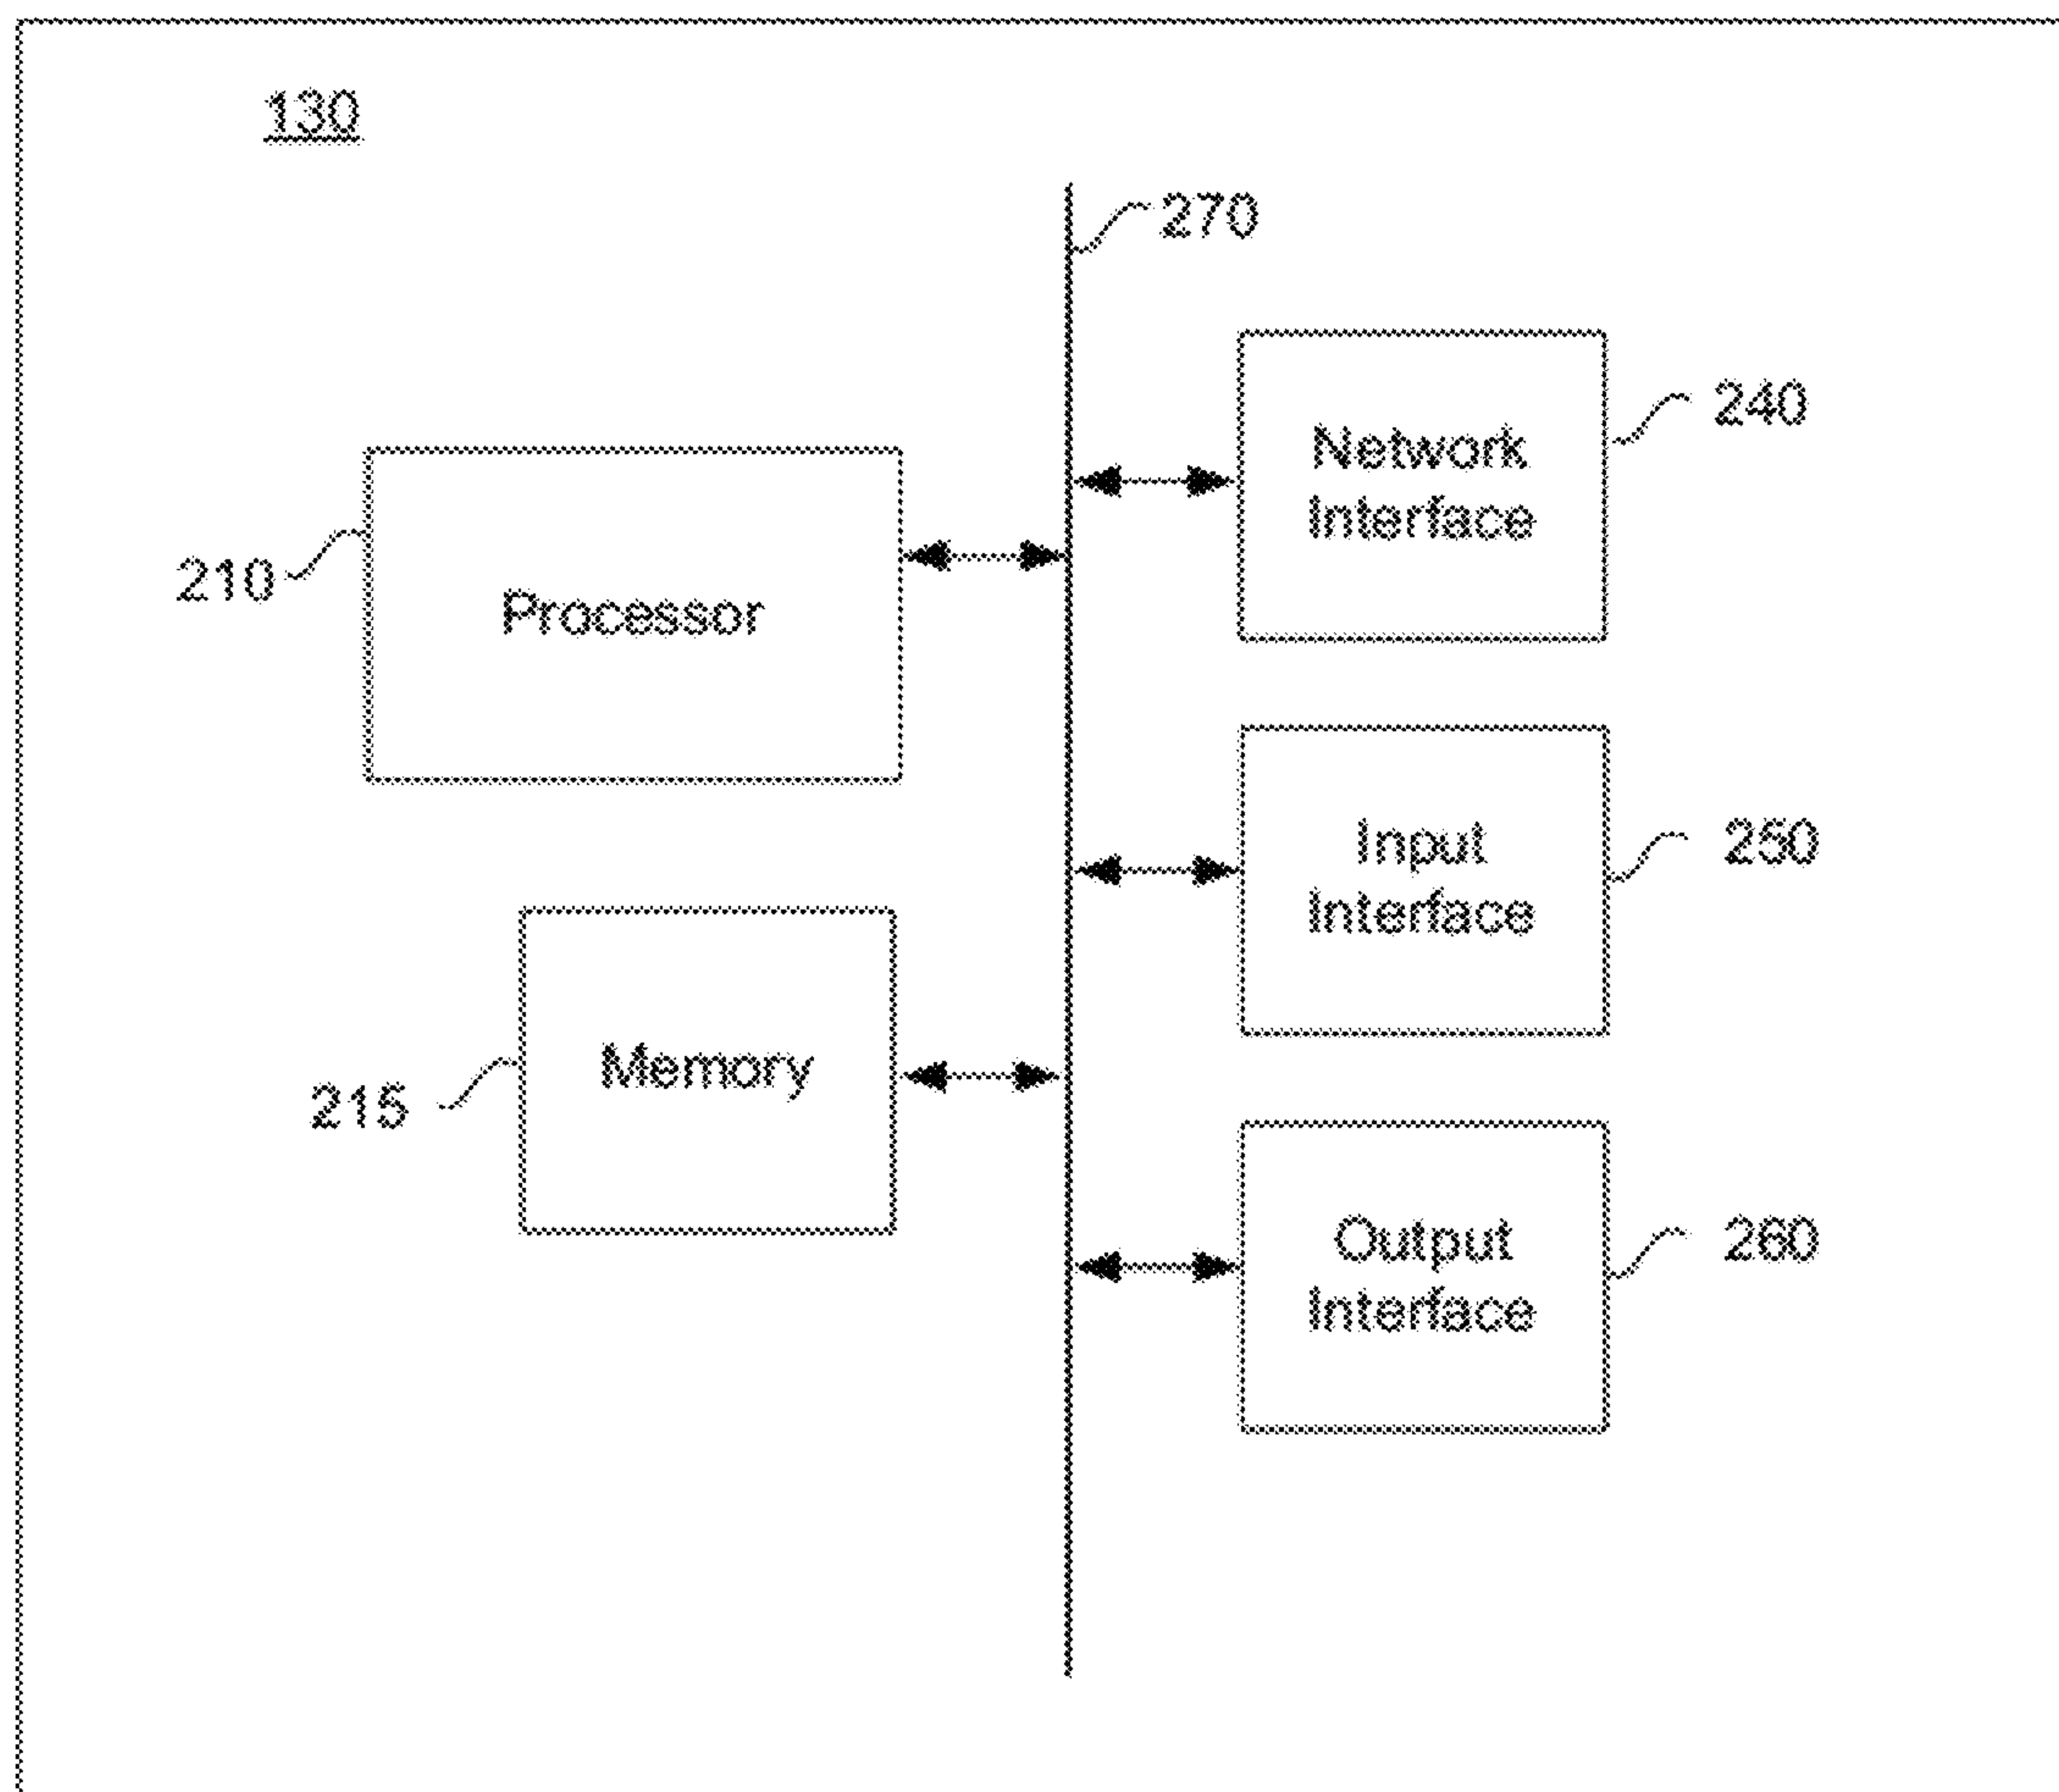 130
270
240
Network
Interface
210
Processor
250
Input
Interface
215
Memory
260
Output
Interface